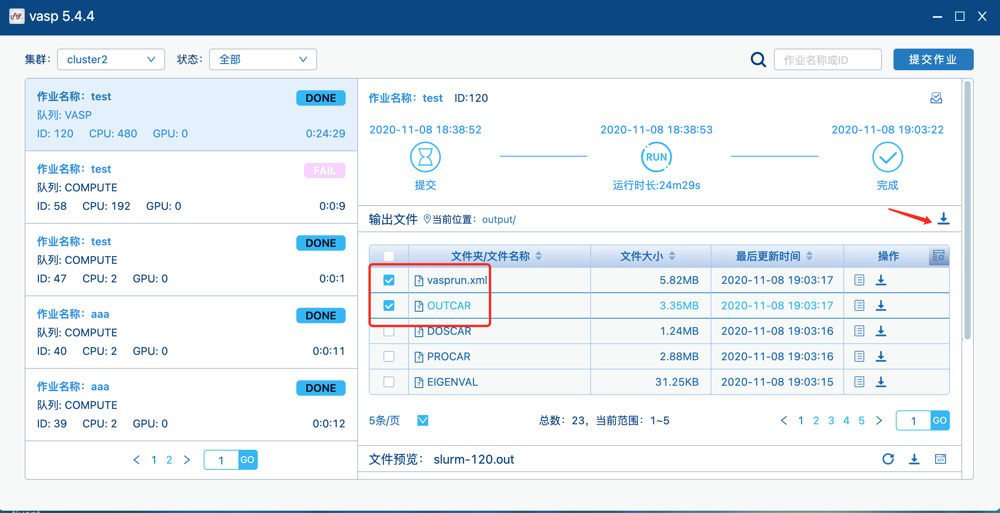 vasp 5.4.4
集群： cluster2 状态： 全部 作业名称或ID 提交作业
作业名称：test DONE
队列: VASP
ID: 120 CPU: 480 GPU: 0 0:24:29
作业名称：test FAIL
队列: COMPUTE
ID: 58 CPU: 192 GPU: 0 0:0:9
作业名称：test DONE
队列: COMPUTE
ID: 47 CPU: 2 GPU: 0 0:0:1
作业名称：aaa DONE
队列: COMPUTE
ID: 40 CPU: 2 GPU: 0 0:0:11
作业名称：aaa DONE
队列: COMPUTE
ID: 39 CPU: 2 GPU: 0 0:0:12
< 1 2 > 1 GO
作业名称：test ID:120
2020-11-08 18:38:52 2020-11-08 18:38:53 2020-11-08 19:03:22
RUN
提交 运行时长:24m29s 完成
输出文件 当前位置：output/
文件夹/文件名称 文件大小 最后更新时间 操作
vasprun.xml 5.82MB 2020-11-08 19:03:17
OUTCAR 3.35MB 2020-11-08 19:03:17
DOSCAR 1.24MB 2020-11-08 19:03:16
PROCAR 2.88MB 2020-11-08 19:03:16
EIGENVAL 31.25KB 2020-11-08 19:03:15
5条/页 总数：23，当前范围：1~5 < 1 2 3 4 5 > 1 GO
文件预览： slurm-120.out